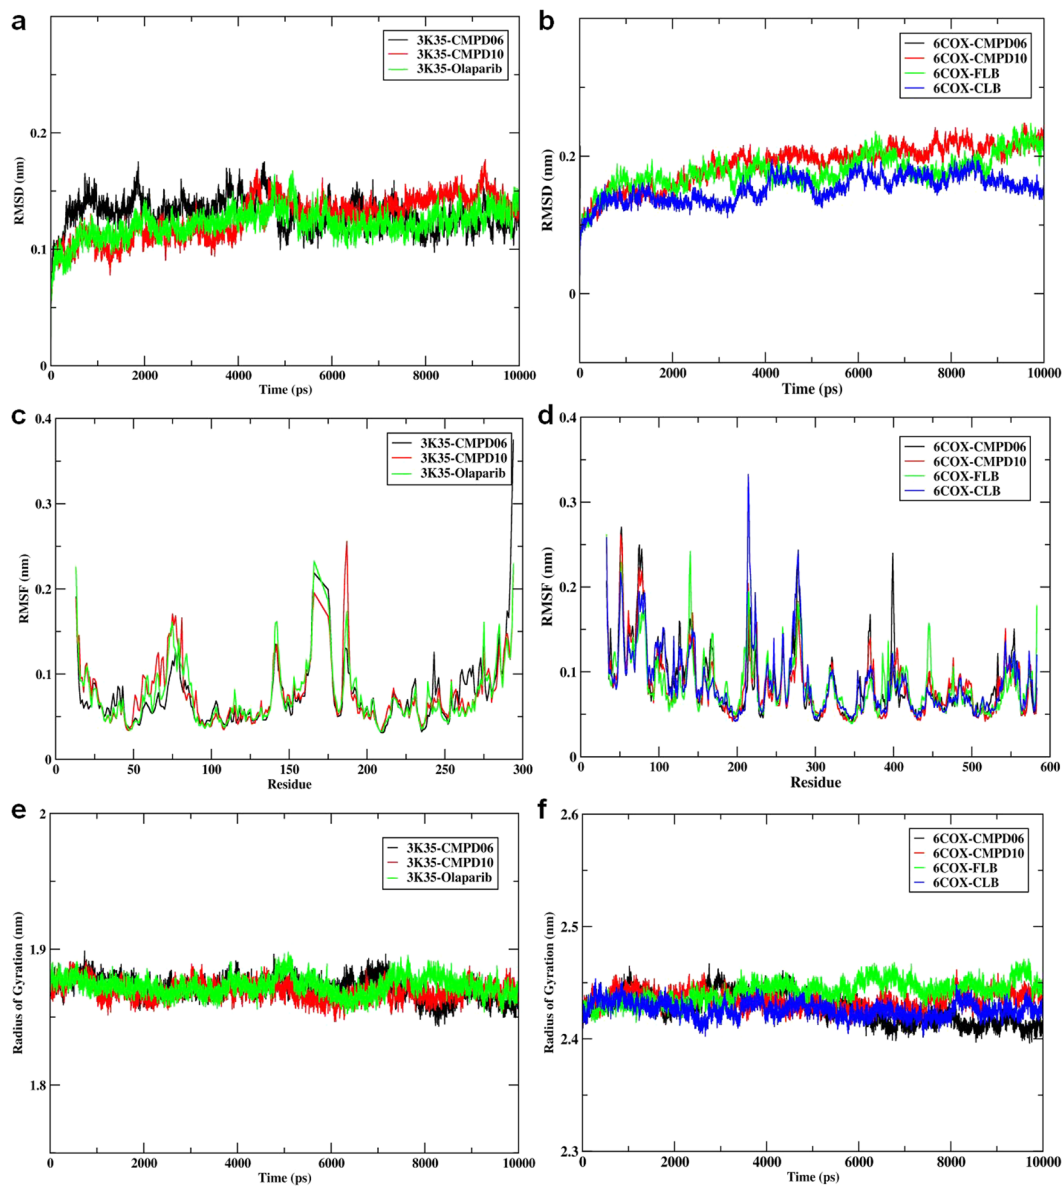 a
3K35-CMPD06
3K35-CMPD10
3K35-Olaparib
RMSD (nm)
0.2
0.1
0
0 2000 4000 6000 8000 10000
Time (ps)
b
6COX-CMPD06
6COX-CMPD10
6COX-FLB
6COX-CLB
RMSD (nm)
0.2
0
0 2000 4000 6000 8000 10000
Time (ps)
c
3K35-CMPD06
3K35-CMPD10
3K35-Olaparib
RMSF (nm)
0.4
0.3
0.2
0.1
0
0 50 100 150 200 250 300
Residue
d
6COX-CMPD06
6COX-CMPD10
6COX-FLB
6COX-CLB
RMSF (nm)
0.4
0.3
0.2
0.1
0
0 100 200 300 400 500 600
Residue
e
3K35-CMPD06
3K35-CMPD10
3K35-Olaparib
Radius of Gyration (nm)
2
1.9
1.8
0 2000 4000 6000 8000 10000
Time (ps)
f
6COX-CMPD06
6COX-CMPD10
6COX-FLB
6COX-CLB
Radius of Gyration (nm)
2.6
2.5
2.4
2.3
0 2000 4000 6000 8000 10000
Time (ps)